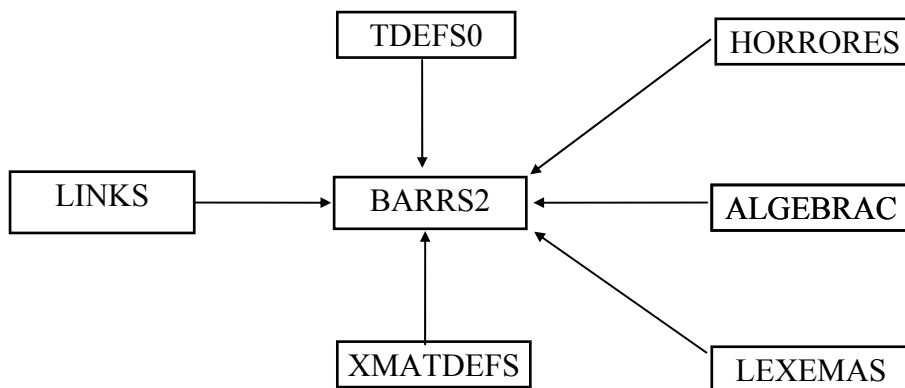 TDEFS0
HORRORES
LINKS
BARRS2
ALGEBRAC
XMATDEFS
LEXEMAS